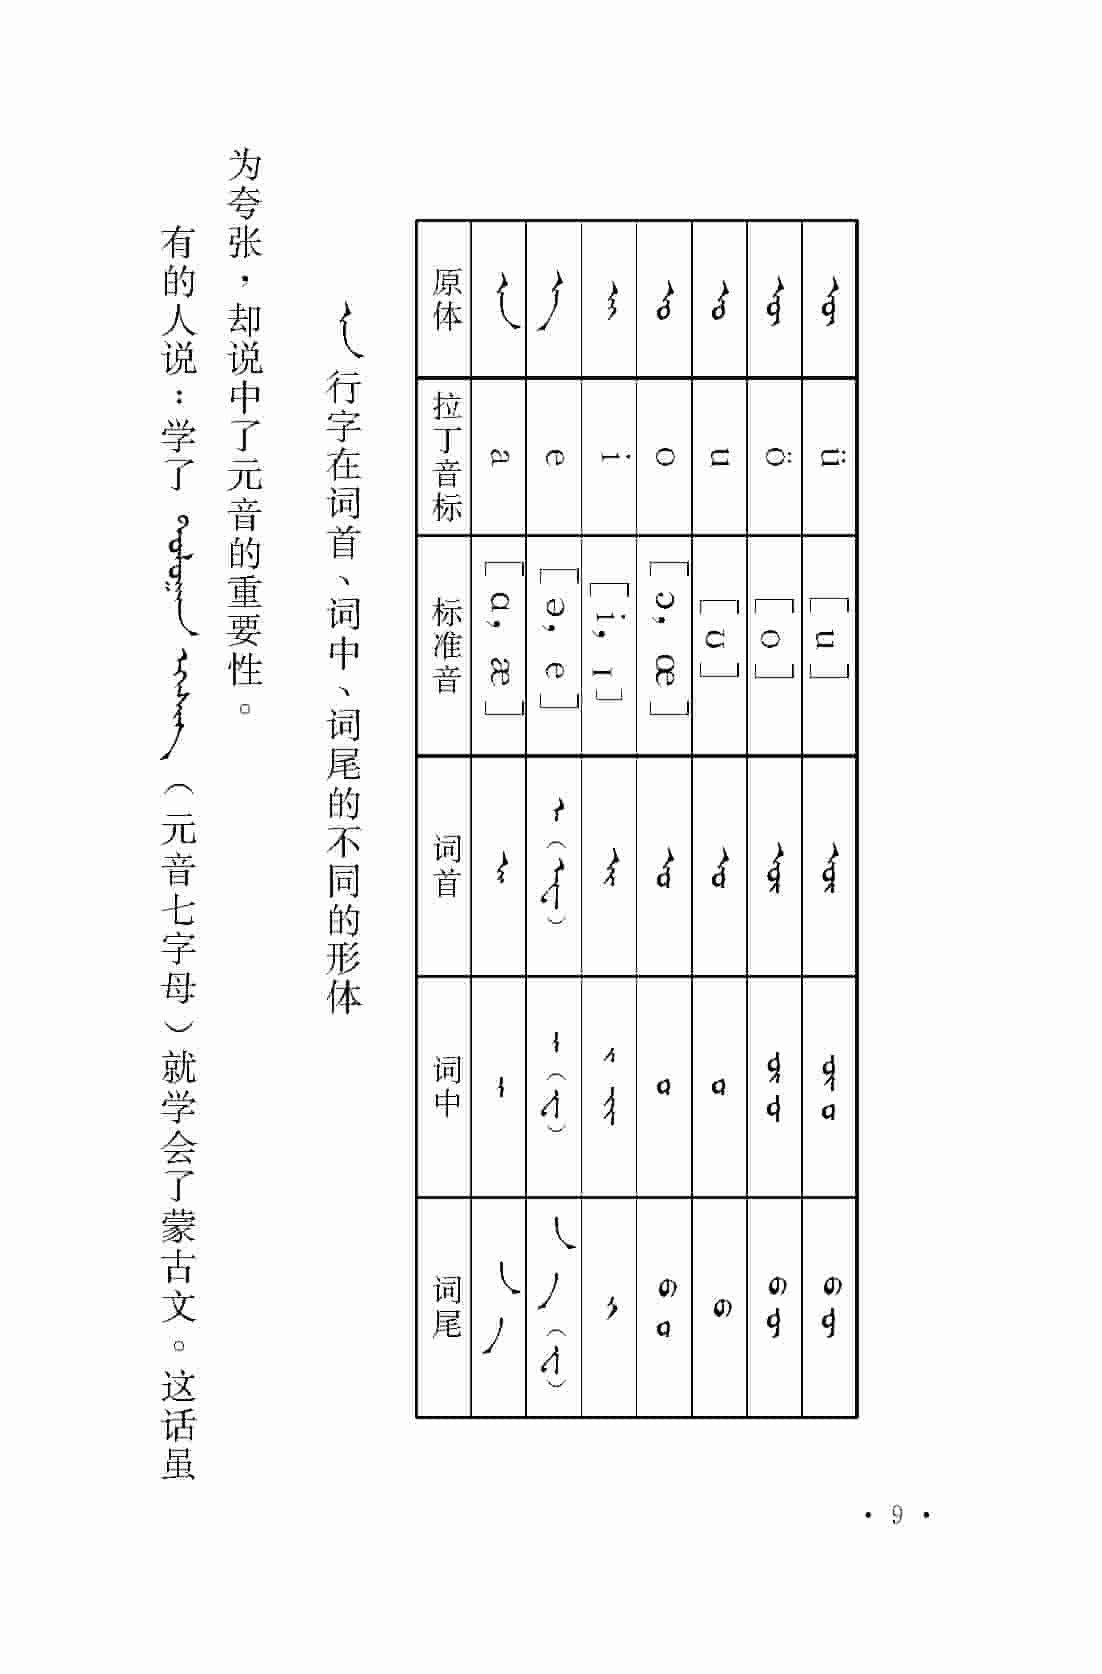 有的人说：学了（元音七字母）就学会了蒙古文。这话虽
为夸张，却说中了元音的重要性。
ᠠ 行字在词首、词中、词尾的不同的形体
原体 拉丁音标 标准音 词首 词中 词尾
ᠠ a [ɑ, æ]
ᠡ e [ə, e]
ᠢ i [i, ɪ]
ᠣ o [ɔ, œ]
ᠤ u [ʊ]
ᠥ ö [o]
ᠦ ü [u]
· 9 ·